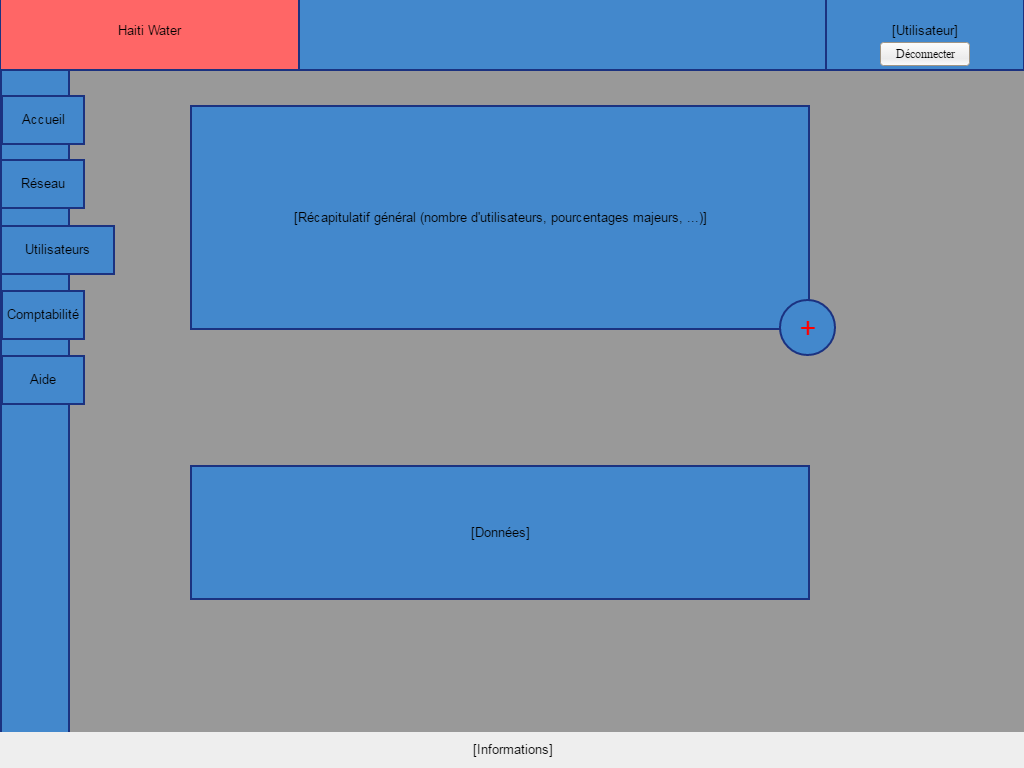 Haiti Water
[Utilisateur]
Déconnecter
Accueil
Réseau
Utilisateurs
Comptabilité
Aide
[Récapitulatif général (nombre d'utilisateurs, pourcentages majeurs, ...)]
+
[Données]
[Informations]